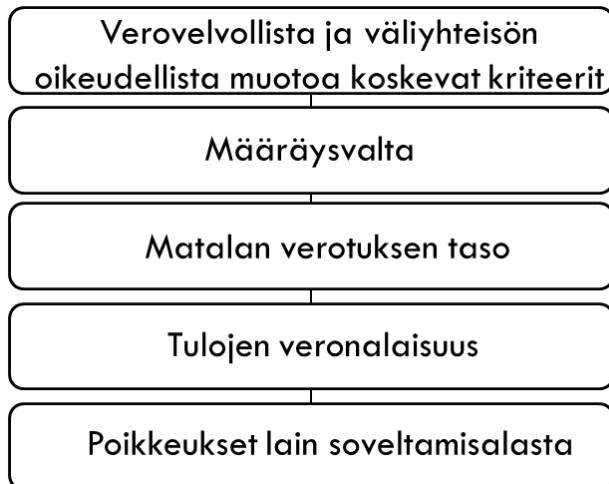 Verovelvollista ja väliyhteisön
oikeudellista muotoa koskevat kriteerit
Määräysvalta
Matalan verotuksen taso
Tulojen veronalaisuus
Poikkeukset lain soveltamisalasta